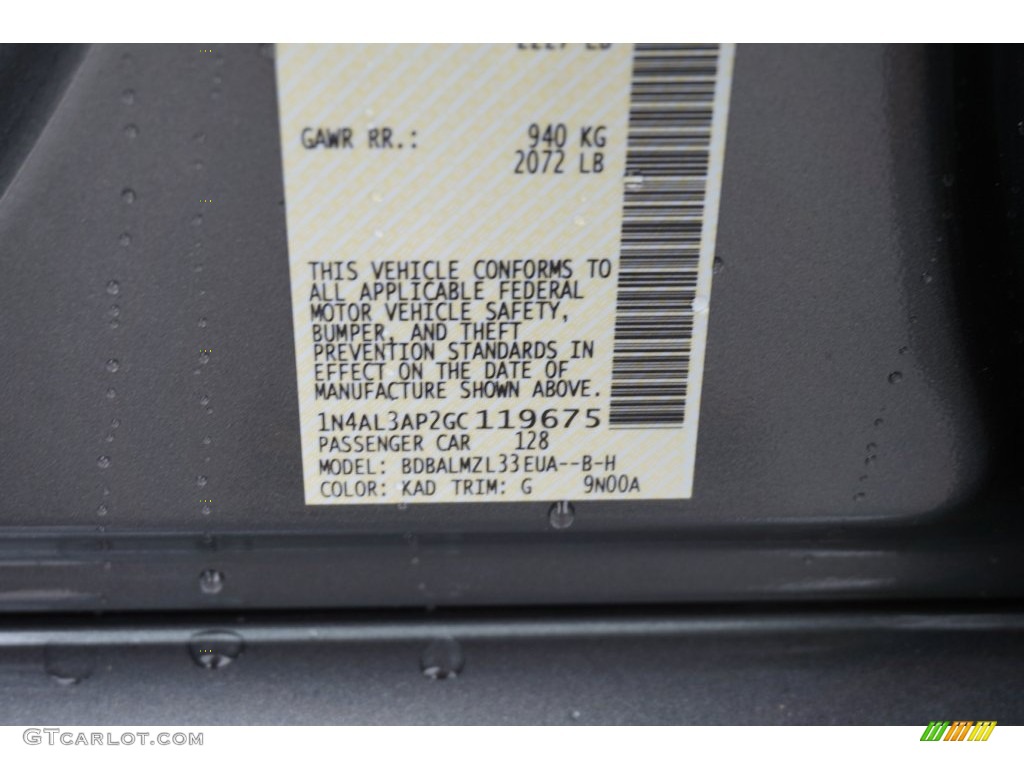 GAWR RR.: 940 KG
2072 LB
THIS VEHICLE CONFORMS TO
ALL APPLICABLE FEDERAL
MOTOR VEHICLE SAFETY,
BUMPER, AND THEFT
PREVENTION STANDARDS IN
EFFECT ON THE DATE OF
MANUFACTURE SHOWN ABOVE.
1N4AL3AP2GC119675
PASSENGER CAR 128
MODEL: BDBALMZL33EUA--B-H
COLOR: KAD TRIM: G 9N00A
GTCARLOT.COM